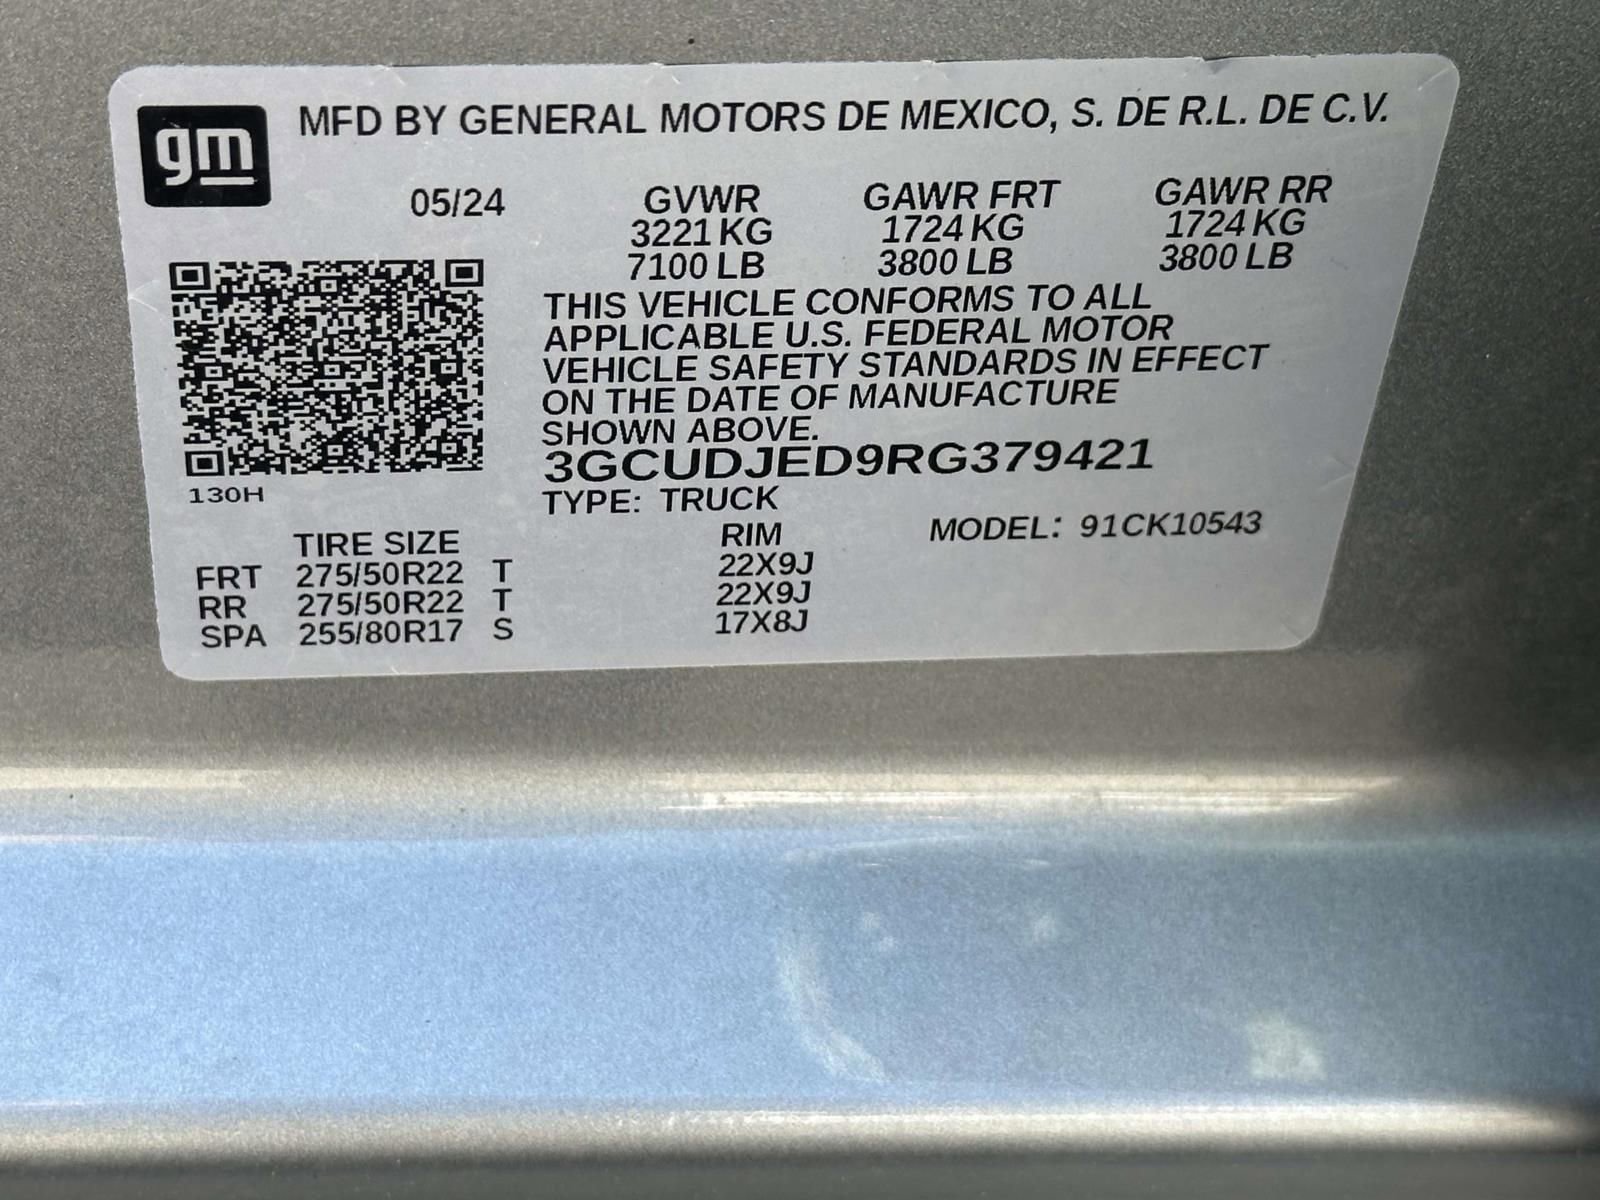 gm
MFD BY GENERAL MOTORS DE MEXICO, S. DE R.L. DE C.V.
05/24 GVWR GAWR FRT GAWR RR
3221 KG 1724 KG 1724 KG
7100 LB 3800 LB 3800 LB
THIS VEHICLE CONFORMS TO ALL
APPLICABLE U.S. FEDERAL MOTOR
VEHICLE SAFETY STANDARDS IN EFFECT
ON THE DATE OF MANUFACTURE
SHOWN ABOVE.
3GCUDJED9RG379421
130H TYPE: TRUCK
MODEL: 91CK10543
TIRE SIZE RIM
FRT 275/50R22 T 22X9J
RR 275/50R22 T 22X9J
SPA 255/80R17 S 17X8J